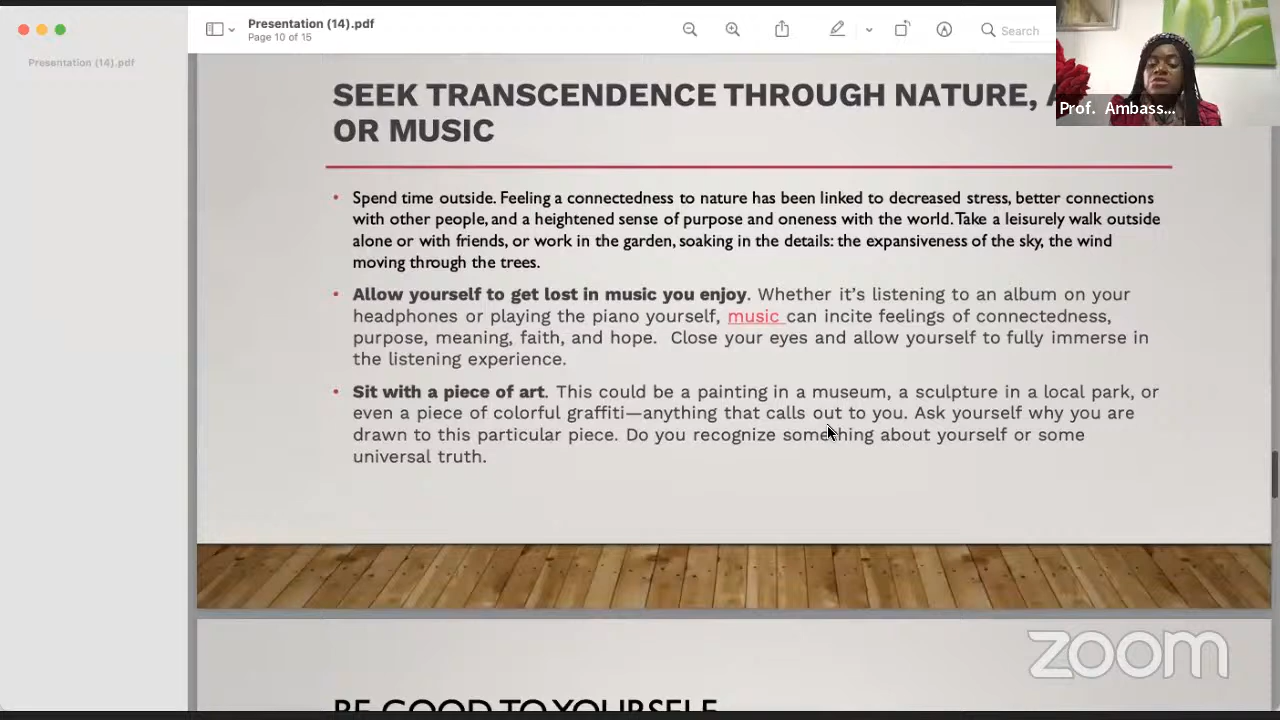 Presentation (14).pdf
Page 10 of 15
Search
Presentation (14).pdf
Prof. Ambass...
SEEK TRANSCENDENCE THROUGH NATURE,
OR MUSIC
• Spend time outside. Feeling a connectedness to nature has been linked to decreased stress, better connections
with other people, and a heightened sense of purpose and oneness with the world. Take a leisurely walk outside
alone or with friends, or work in the garden, soaking in the details: the expansiveness of the sky, the wind
moving through the trees.
• Allow yourself to get lost in music you enjoy. Whether it’s listening to an album on your
headphones or playing the piano yourself, music can incite feelings of connectedness,
purpose, meaning, faith, and hope. Close your eyes and allow yourself to fully immerse in
the listening experience.
• Sit with a piece of art. This could be a painting in a museum, a sculpture in a local park, or
even a piece of colorful graffiti—anything that calls out to you. Ask yourself why you are
drawn to this particular piece. Do you recognize something about yourself or some
universal truth.
zoom
BE GOOD TO YOURSELF